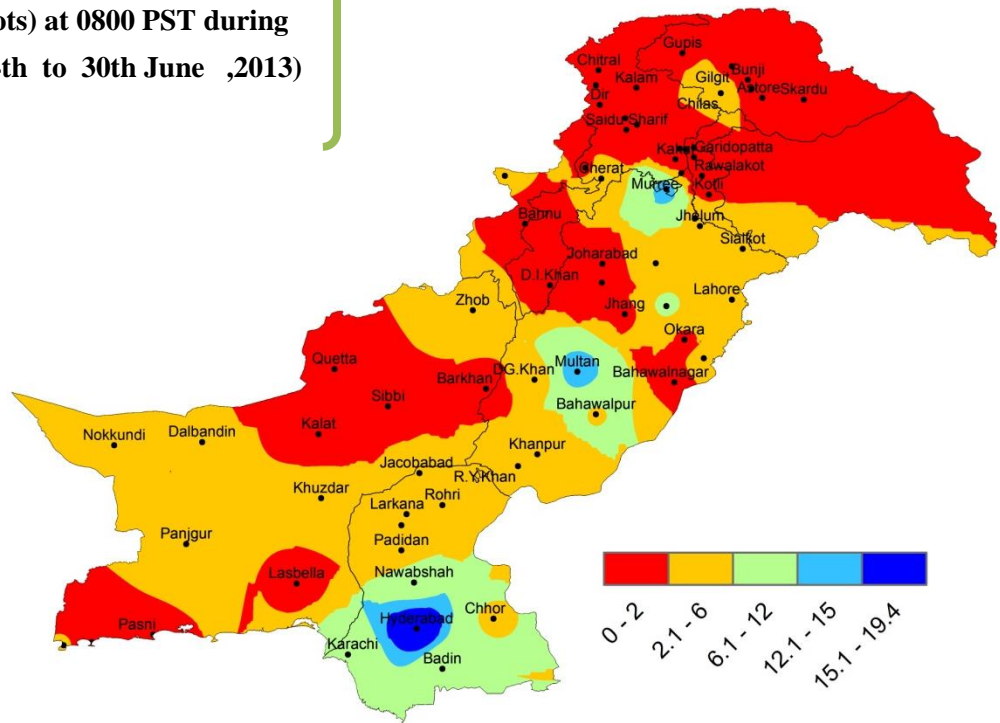 ots) at 0800 PST during
th to 30th June ,2013)
Gupis
Chitral
Bunji
Kalam
Gilgit
Astore Skardu
Dir
Chilas
Saidu Sharif
Garidopatta
Cherat
Rawalakot
Murree
Kotli
Bannu
Jhelum
Sialkot
Joharabad
D.I.Khan
Zhob
Lahore
Jhang
Okara
Quetta
Multan
D.G.Khan
Bahawalnagar
Barkhan
Sibbi
Bahawalpur
Kalat
Nokkundi
Dalbandin
Khanpur
Jacobabad
R.Y.Khan
Khuzdar
Rohri
Larkana
Panjgur
Padidan
Lasbella
Nawabshah
Chhor
Pasni
Hyderabad
Karachi
Badin
0 - 2
2.1 - 6
6.1 - 12
12.1 - 15
15.1 - 19.4